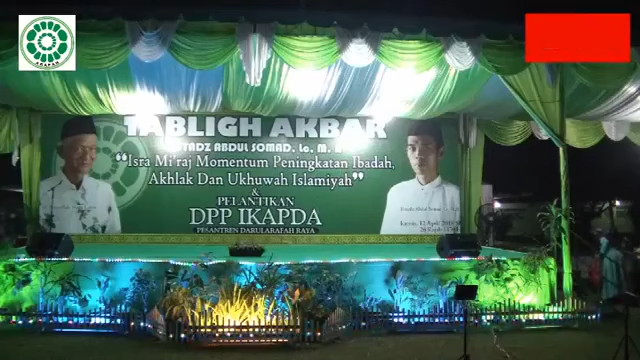 TABLIGH AKBAR
USTADZ ABDUL SOMAD, Lc, M.
"Isra Mi'raj Momentum Peningkatan Ibadah,
Akhlak Dan Ukhuwah Islamiyah"
&
PELANTIKAN
DPP IKAPDA
PESANTREN DARULARAFAH RAYA